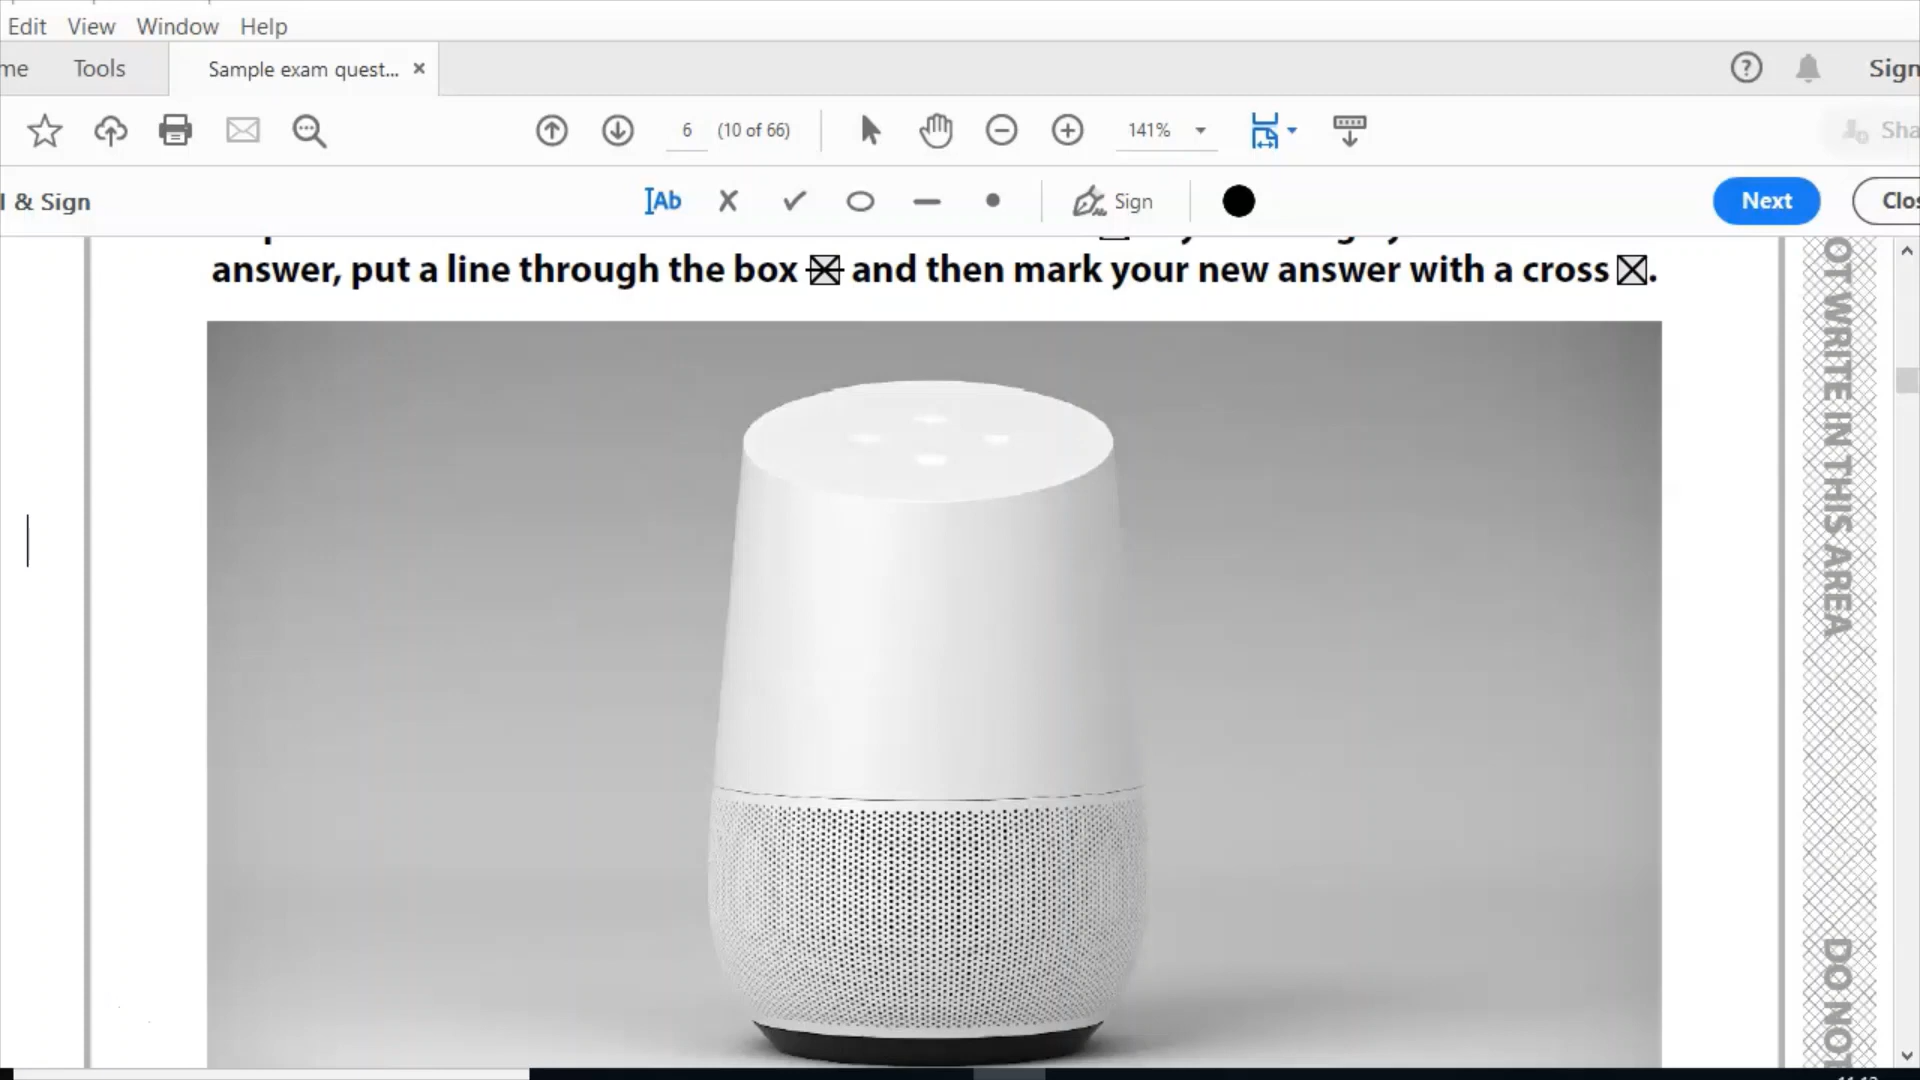 Edit View Window Help
me Tools Sample exam quest... × ? Sign
6 (10 of 66) 141% Sha
l & Sign Ab Sign Next Clos
answer, put a line through the box and then mark your new answer with a cross .
OT WRITE IN THIS AREA
DO NOT